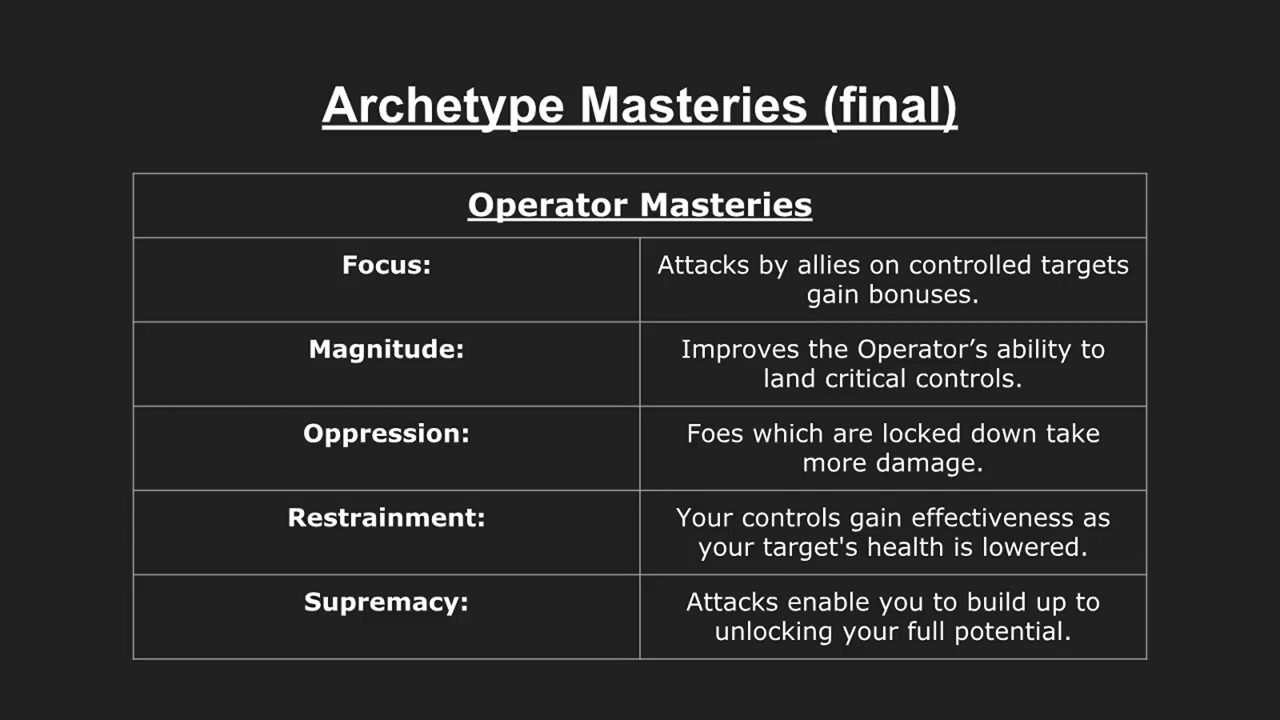 Archetype Masteries (final)
Operator Masteries
Focus:
Attacks by allies on controlled targets
gain bonuses.
Magnitude:
Improves the Operator’s ability to
land critical controls.
Oppression:
Foes which are locked down take
more damage.
Restrainment:
Your controls gain effectiveness as
your target's health is lowered.
Supremacy:
Attacks enable you to build up to
unlocking your full potential.